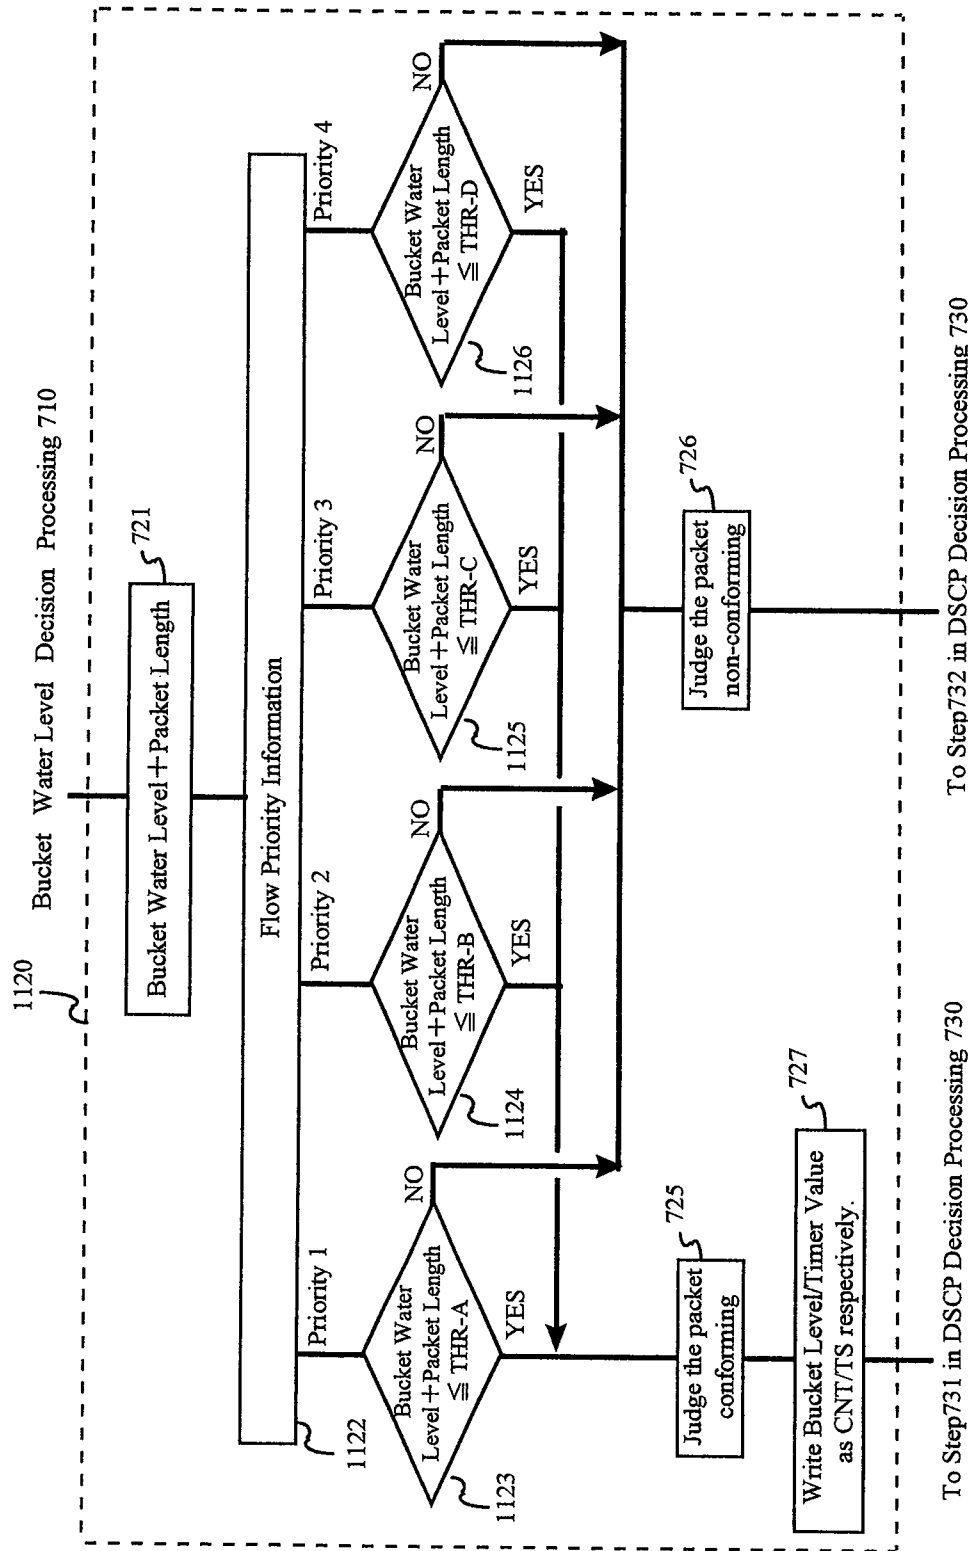 Bucket Water Level Decision Processing 710
1120
721
Bucket Water Level+Packet Length
Flow Priority Information
1122
Priority 1
Priority 2
Priority 3
Priority 4
Bucket Water
Level+Packet Length
≦ THR-A
NO
YES
1123
Bucket Water
Level+Packet Length
≦ THR-B
NO
YES
1124
Bucket Water
Level+Packet Length
≦ THR-C
NO
YES
1125
Bucket Water
Level+Packet Length
≦ THR-D
NO
YES
1126
725
Judge the packet
conforming
726
Judge the packet
non-conforming
727
Write Bucket Level/Timer Value
as CNT/TS respectively.
To Step731 in DSCP Decision Processing 730
To Step732 in DSCP Decision Processing 730